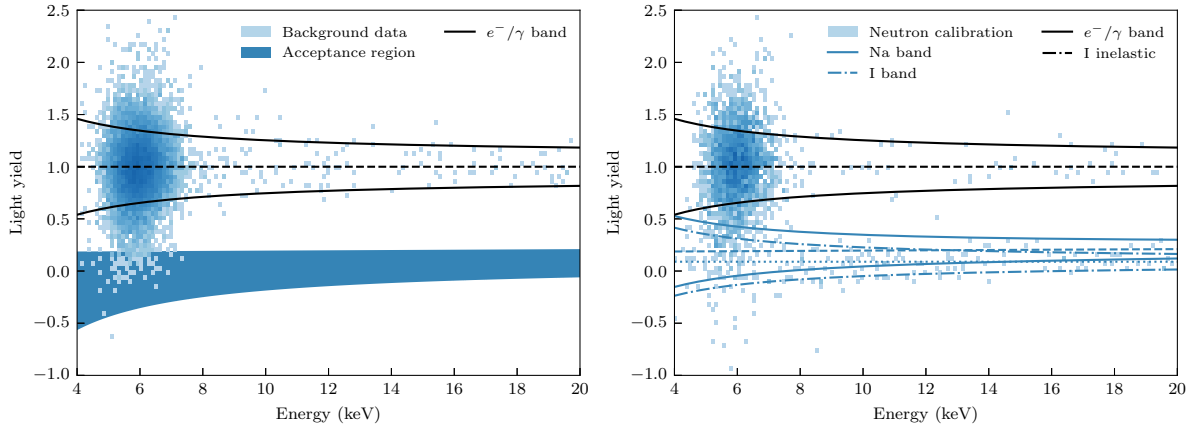 Background data
Acceptance region
e⁻/γ band
2.5
2.0
1.5
1.0
0.5
0.0
−0.5
−1.0
Light yield
4 6 8 10 12 14 16 18 20
Energy (keV)
Neutron calibration
Na band
I band
e⁻/γ band
I inelastic
2.5
2.0
1.5
1.0
0.5
0.0
−0.5
−1.0
Light yield
4 6 8 10 12 14 16 18 20
Energy (keV)